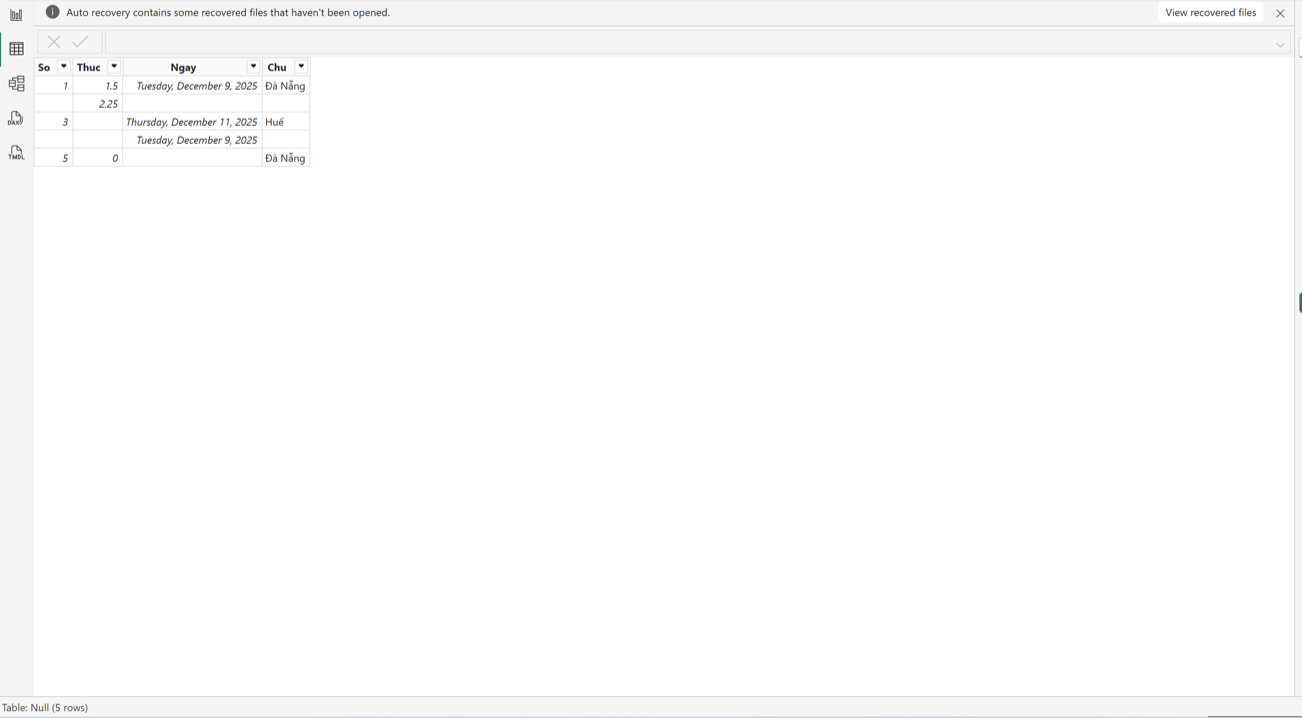 Auto recovery contains some recovered files that haven't been opened. View recovered files
So Thuc Ngay Chu
1 1.5 Tuesday, December 9, 2025 Đà Nẵng
2.25
3 Thursday, December 11, 2025 Huế
Tuesday, December 9, 2025
5 0 Đà Nẵng
DAX
TMDL
Table: Null (5 rows)